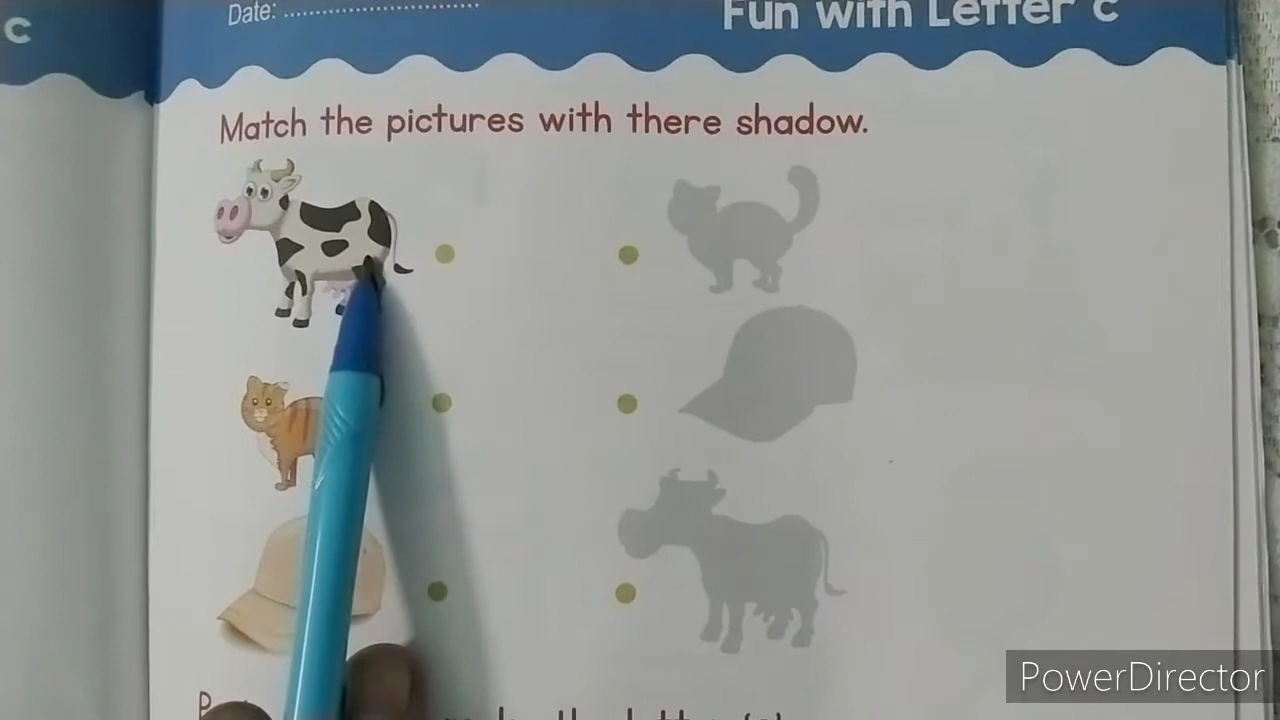 c
Date: ........................................
Fun with Letter c
Match the pictures with there shadow.
PowerDirector